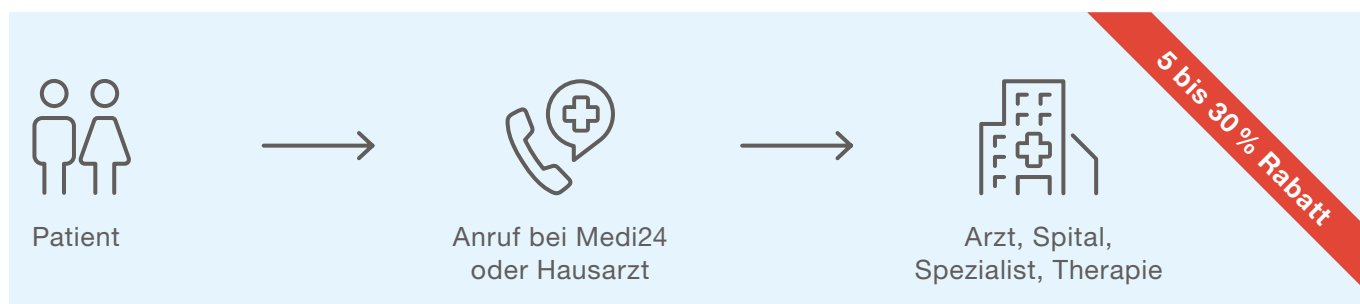 5 bis 30 % Rabatt
Patient
Anruf bei Medi24
oder Hausarzt
Arzt, Spital,
Spezialist, Therapie